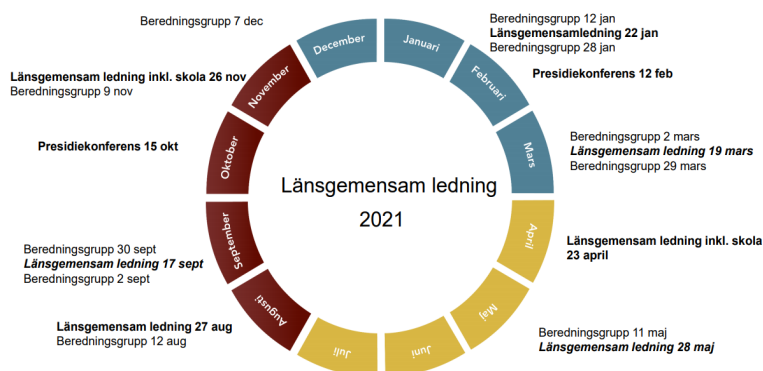 Beredningsgrupp 7 dec
Beredningsgrupp 12 jan
Länsgemensamledning 22 jan
Beredningsgrupp 28 jan
December
Januari
Länsgemensam ledning inkl. skola 26 nov
Beredningsgrupp 9 nov
November
Februari
Presidiekonferens 12 feb
Presidiekonferens 15 okt
Oktober
Mars
Beredningsgrupp 2 mars
Länsgemensam ledning 19 mars
Beredningsgrupp 29 mars
Länsgemensam ledning
2021
Beredningsgrupp 30 sept
Länsgemensam ledning 17 sept
Beredningsgrupp 2 sept
September
April
Länsgemensam ledning inkl. skola
23 april
Länsgemensam ledning 27 aug
Beredningsgrupp 12 aug
Augusti
Maj
Beredningsgrupp 11 maj
Länsgemensam ledning 28 maj
Juli
Juni